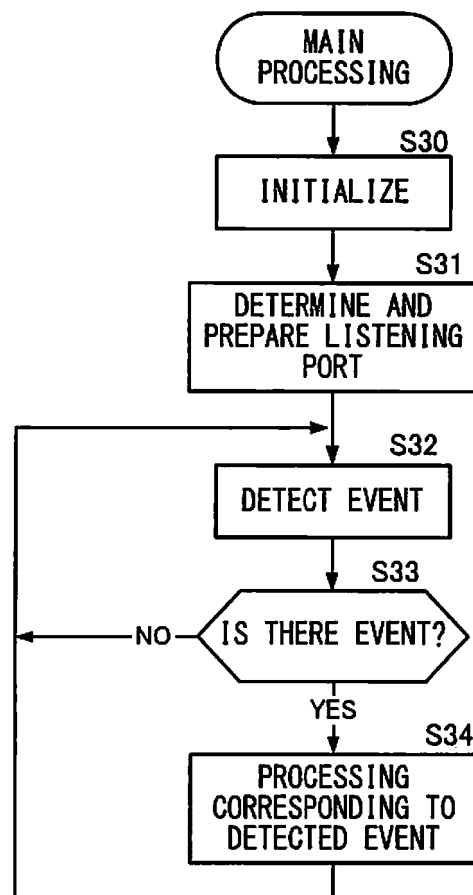 MAIN
PROCESSING
S30
INITIALIZE
S31
DETERMINE AND
PREPARE LISTENING
PORT
S32
DETECT EVENT
S33
IS THERE EVENT?
NO
YES
S34
PROCESSING
CORRESPONDING TO
DETECTED EVENT